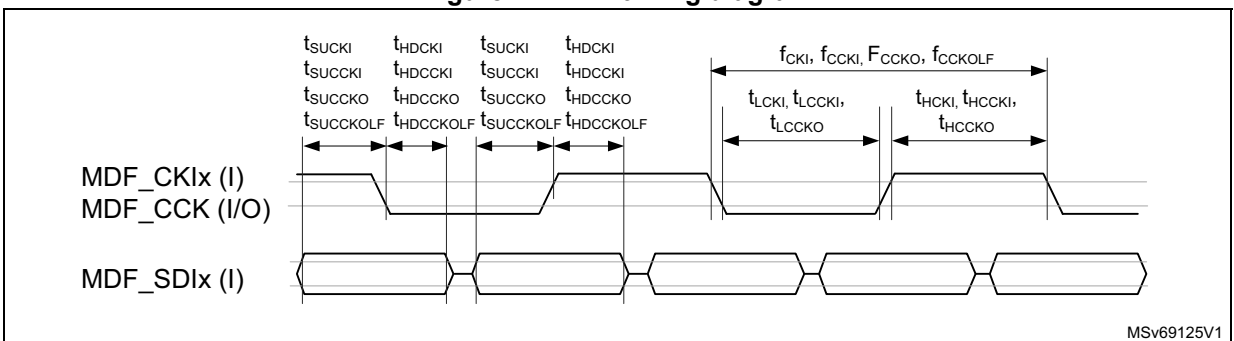 tSUCKI tHDCKI tSUCKI tHDCKI
tSUCCKI tHDCCKI tSUCCKI tHDCCKI
tSUCCKO tHDCCKO tSUCCKO tHDCCKO
tSUCCKOLF tHDCCKOLF tSUCCKOLF tHDCCKOLF
fCKI, fCCKI, FCCKO, fCCKOLF
tLCKI, tLCCKI, tHCKI, tHCCKI,
tLCCKO tHCCKO
MDF_CKIx (I)
MDF_CCK (I/O)
MDF_SDIx (I)
MSv69125V1